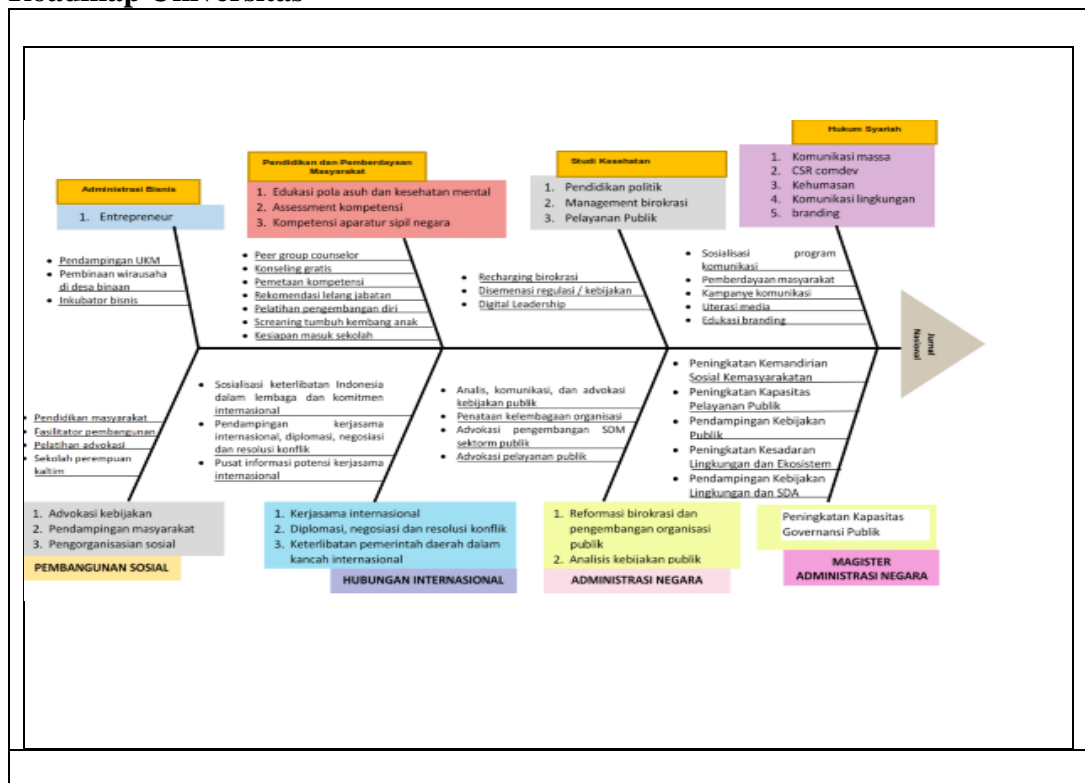 Roadmap Universitas
Hukum Syariah
1. Komunikasi massa
2. CSR comdev
3. Kehumasan
4. Komunikasi lingkungan
5. branding
Pendidikan dan Pemberdayaan
Masyarakat
1. Edukasi pola asuh dan kesehatan mental
2. Assessment kompetensi
3. Kompetensi aparatur sipil negara
Studi Kesehatan
1. Pendidikan politik
2. Management birokrasi
3. Pelayanan Publik
Administrasi Bisnis
1. Entrepreneur
• Pendampingan UKM
• Pembinaan wirausaha
di desa binaan
• Inkubator bisnis
• Peer group counselor
• Konseling gratis
• Pemetaan kompetensi
• Rekomendasi lelang jabatan
• Pelatihan pengembangan diri
• Screaning tumbuh kembang anak
• Kesiapan masuk sekolah
• Recharging birokrasi
• Disemenasi regulasi / kebijakan
• Digital Leadership
• Sosialisasi program
komunikasi
• Pemberdayaan masyarakat
• Kampanye komunikasi
• Literasi media
• Edukasi branding
Jurnal
Nasional
• Pendidikan masyarakat
• Fasilitator pembangunan
• Pelatihan advokasi
• Sekolah perempuan
kaltim
• Sosialisasi keterlibatan Indonesia
dalam lembaga dan komitmen
internasional
• Pendampingan kerjasama
internasional, diplomasi, negosiasi
dan resolusi konflik
• Pusat informasi potensi kerjasama
internasional
• Analis, komunikasi, dan advokasi
kebijakan publik
• Penataan kelembagaan organisasi
• Advokasi pengembangan SDM
sektorm publik
• Advokasi pelayanan publik
• Peningkatan Kemandirian
Sosial Kemasyarakatan
• Peningkatan Kapasitas
Pelayanan Publik
• Pendampingan Kebijakan
Publik
• Peningkatan Kesadaran
Lingkungan dan Ekosistem
• Pendampingan Kebijakan
Lingkungan dan SDA
1. Advokasi kebijakan
2. Pendampingan masyarakat
3. Pengorganisasian sosial
PEMBANGUNAN SOSIAL
1. Kerjasama internasional
2. Diplomasi, negosiasi dan resolusi konflik
3. Keterlibatan pemerintah daerah dalam
kancah internasional
HUBUNGAN INTERNASIONAL
1. Reformasi birokrasi dan
pengembangan organisasi
publik
2. Analisis kebijakan publik
ADMINISTRASI NEGARA
Peningkatan Kapasitas
Governansi Publik
MAGISTER
ADMINISTRASI NEGARA